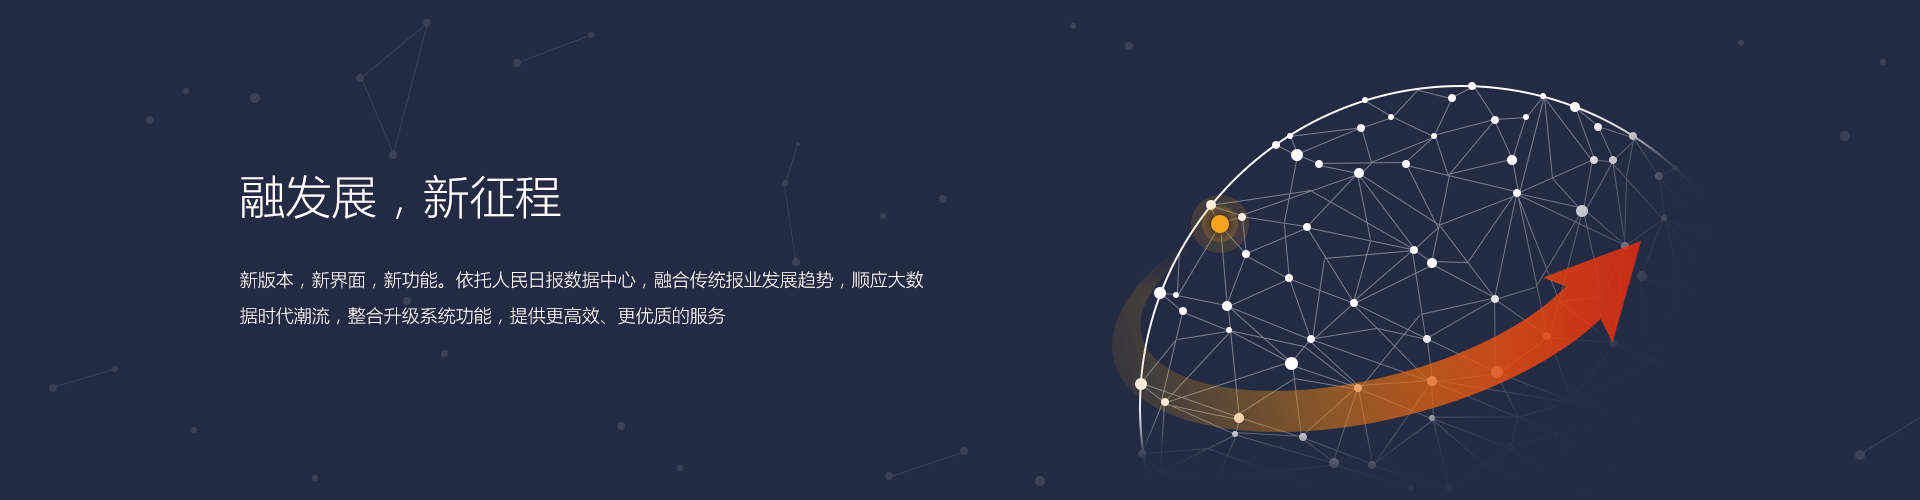 融发展，新征程
新版本，新界面，新功能。依托人民日报数据中心，融合传统报业发展趋势，顺应大数
据时代潮流，整合升级系统功能，提供更高效、更优质的服务